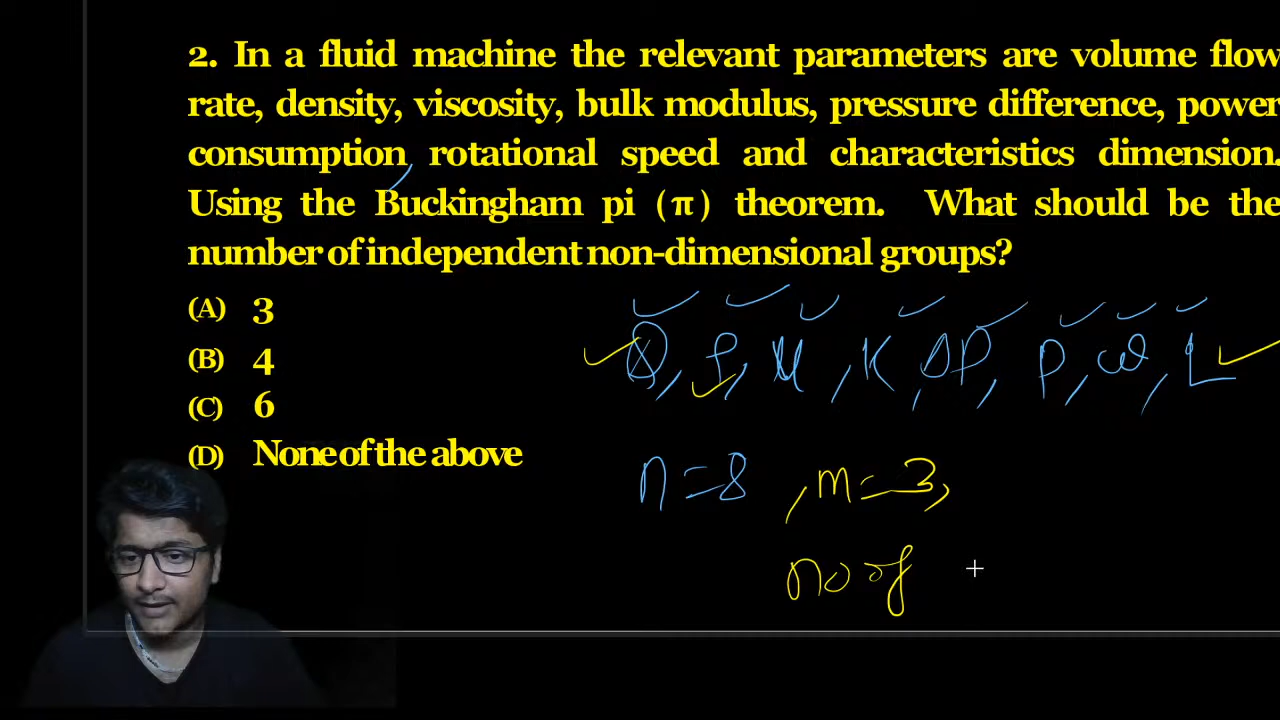 2. In a fluid machine the relevant parameters are volume flow
rate, density, viscosity, bulk modulus, pressure difference, power
consumption, rotational speed and characteristics dimension.
Using the Buckingham pi (π) theorem. What should be the
number of independent non-dimensional groups?
(A) 3
(B) 4
(C) 6
(D) None of the above
Q, ρ, μ, K, ΔP, P, ω, L
n = 8, m = 3,
no of